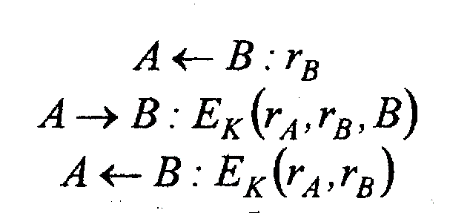 A ← B : r_B
A → B : E_K(r_A, r_B, B)
A ← B : E_K(r_A, r_B)